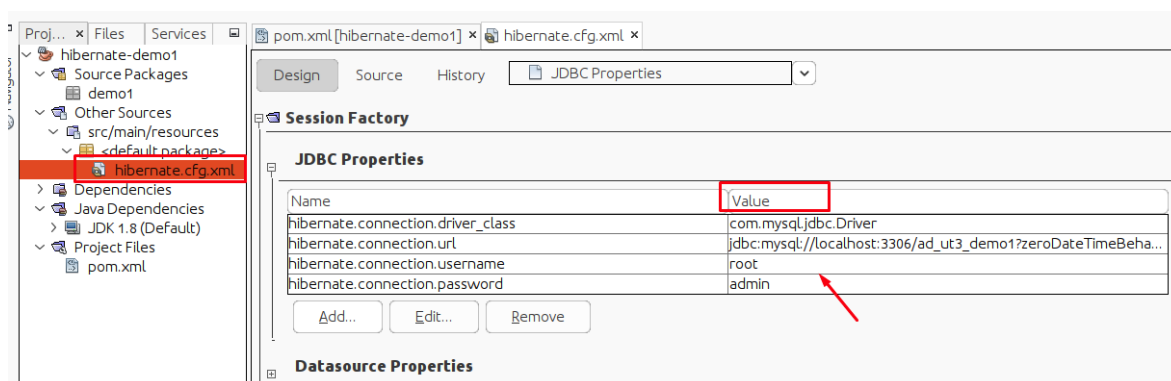 Proj... × Files Services
pom.xml [hibernate-demo1] × hibernate.cfg.xml ×
hibernate-demo1
Source Packages
demo1
Other Sources
src/main/resources
<default package>
hibernate.cfg.xml
Dependencies
Java Dependencies
JDK 1.8 (Default)
Project Files
pom.xml
Design Source History JDBC Properties
Session Factory
JDBC Properties
Name Value
hibernate.connection.driver_class com.mysql.jdbc.Driver
hibernate.connection.url jdbc:mysql://localhost:3306/ad_ut3_demo1?zeroDateTimeBeha...
hibernate.connection.username root
hibernate.connection.password admin
Add... Edit... Remove
Datasource Properties